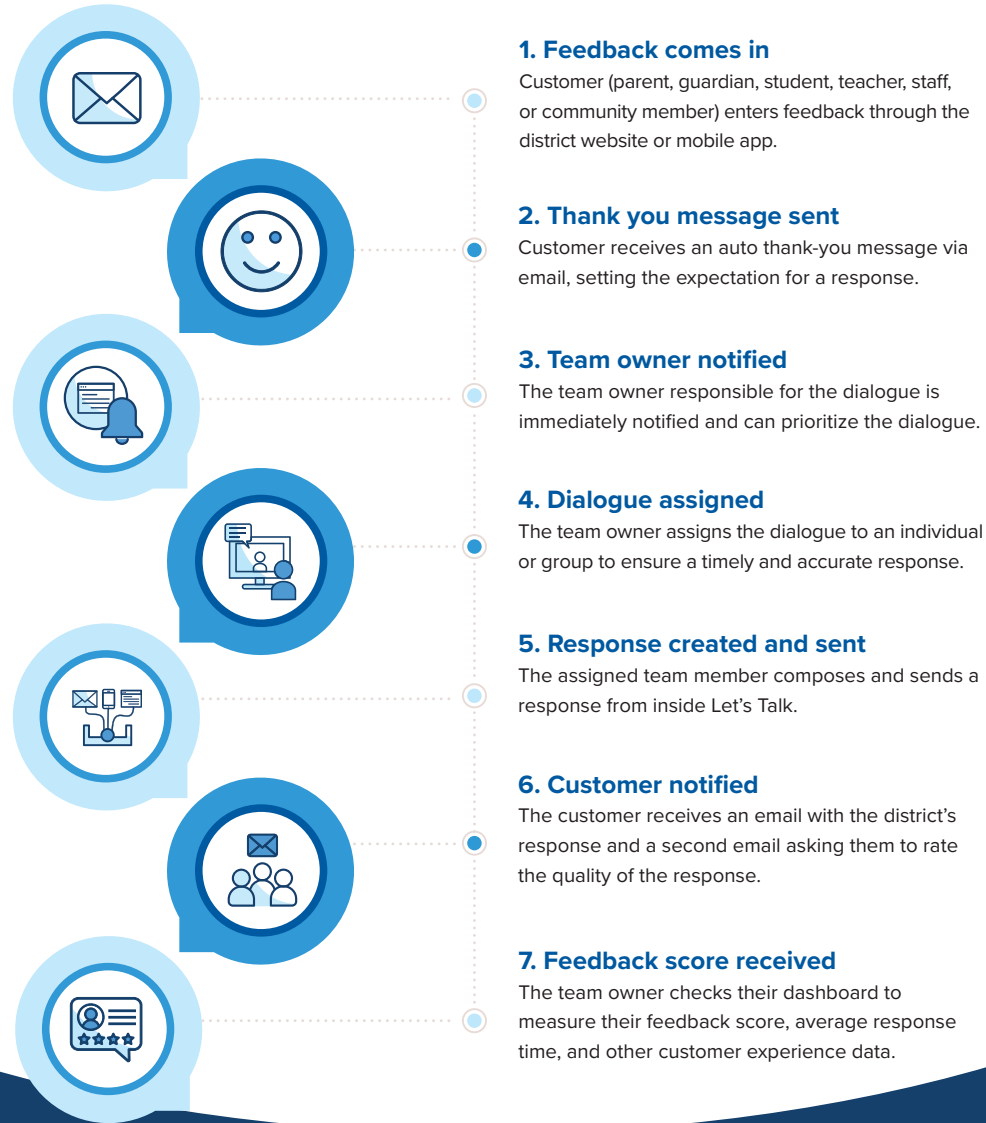 1. Feedback comes in
Customer (parent, guardian, student, teacher, staff,
or community member) enters feedback through the
district website or mobile app.
2. Thank you message sent
Customer receives an auto thank-you message via
email, setting the expectation for a response.
3. Team owner notified
The team owner responsible for the dialogue is
immediately notified and can prioritize the dialogue.
4. Dialogue assigned
The team owner assigns the dialogue to an individual
or group to ensure a timely and accurate response.
5. Response created and sent
The assigned team member composes and sends a
response from inside Let’s Talk.
6. Customer notified
The customer receives an email with the district’s
response and a second email asking them to rate
the quality of the response.
7. Feedback score received
The team owner checks their dashboard to
measure their feedback score, average response
time, and other customer experience data.